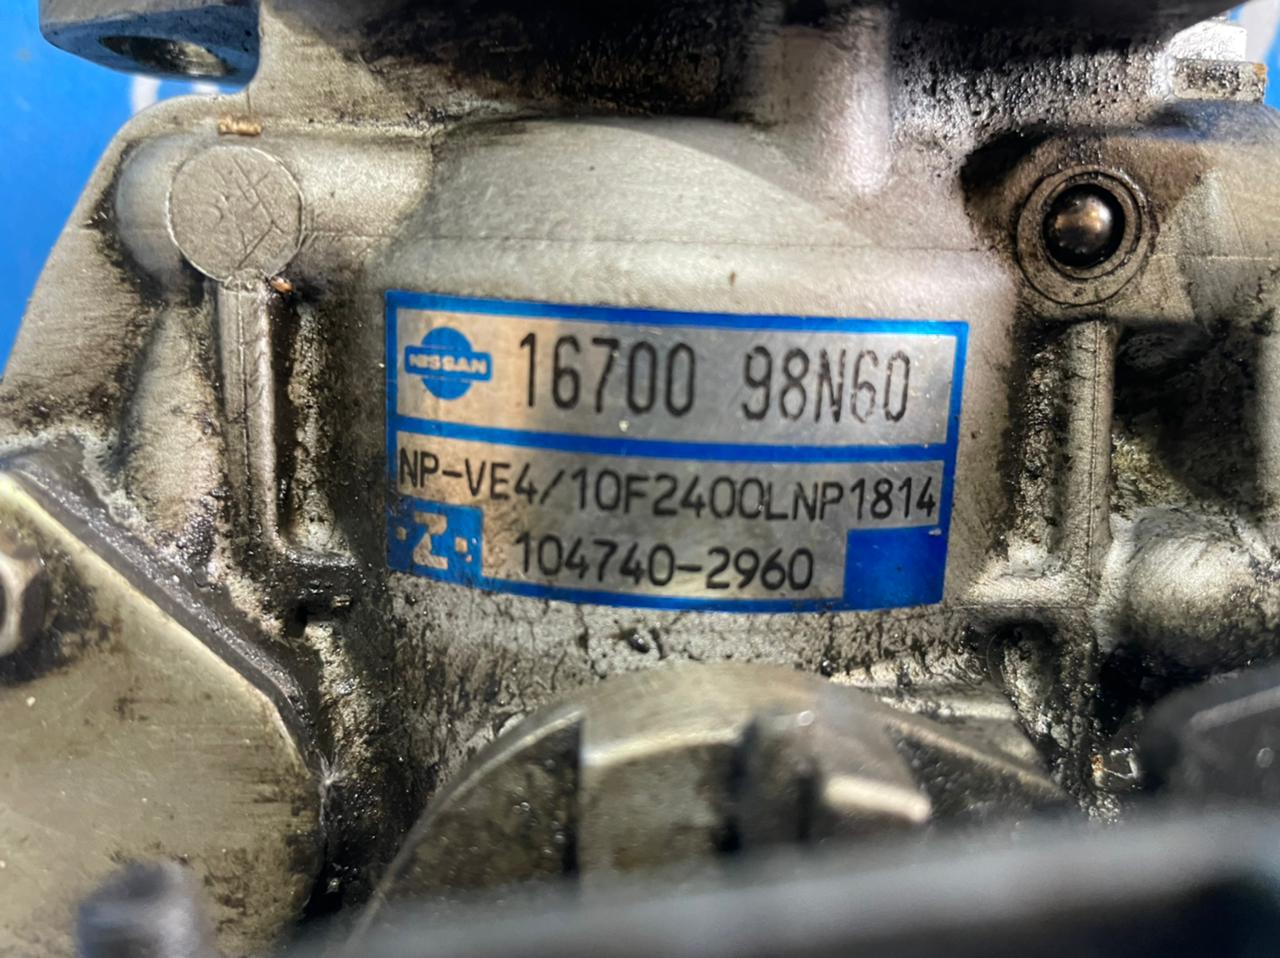 NISSAN 16700 98N60
NP-VE4/10F2400LNP1814
·Z· 104740-2960